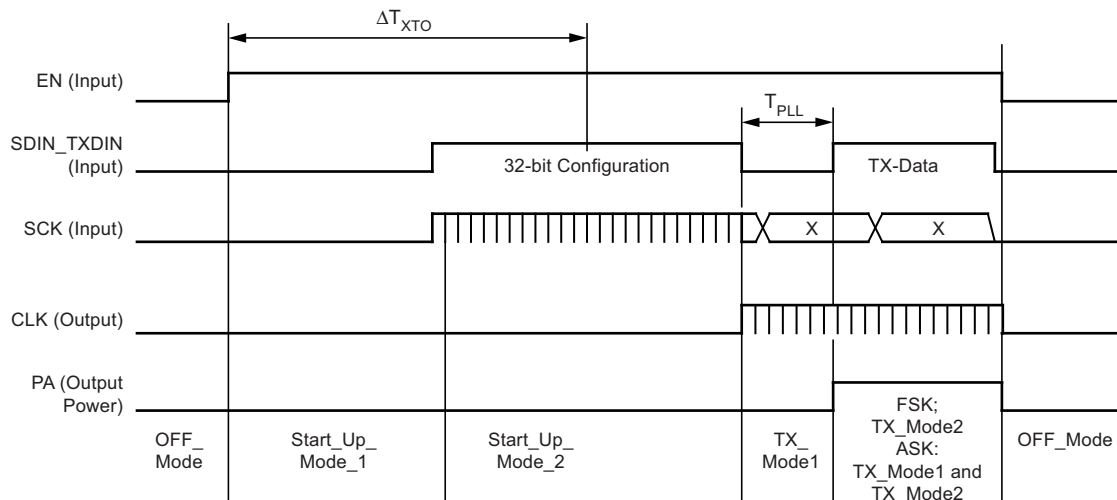 ΔT_XTO
EN (Input)
T_PLL
SDIN_TXDIN
(Input)
32-bit Configuration
TX-Data
SCK (Input)
X
X
CLK (Output)
PA (Output
Power)
OFF_
Mode
Start_Up_
Mode_1
Start_Up_
Mode_2
TX_
Mode1
FSK;
TX_Mode2
ASK:
TX_Mode1 and
TX_Mode2
OFF_Mode